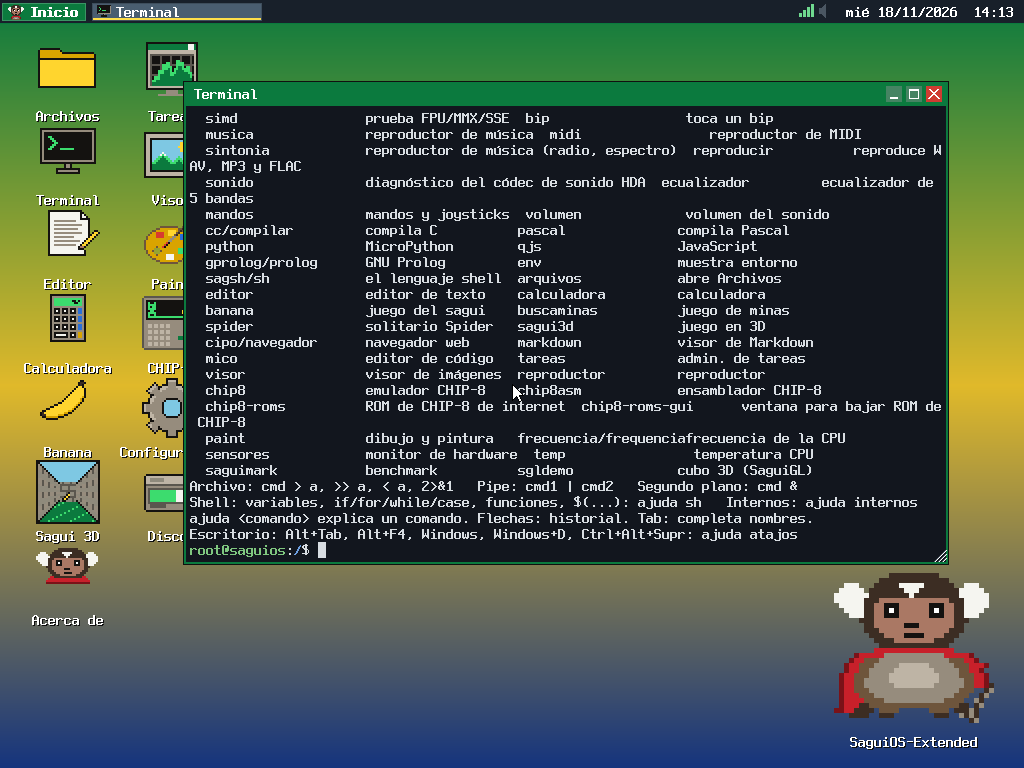 Inicio
Terminal
mié 18/11/2026 14:13
Archivos
Tarea
Terminal
Viso
Editor
Pain
Calculadora
CHIP-
Banana
Configur
Sagui 3D
Disc
Acerca de
Terminal
simd prueba FPU/MMX/SSE bip toca un bip
musica reproductor de música midi reproductor de MIDI
sintonia reproductor de música (radio, espectro) reproducir reproduce W
AV, MP3 y FLAC
sonido diagnóstico del códec de sonido HDA ecualizador ecualizador de
5 bandas
mandos mandos y joysticks volumen volumen del sonido
cc/compilar compila C pascal compila Pascal
python MicroPython qjs JavaScript
gprolog/prolog GNU Prolog env muestra entorno
sagsh/sh el lenguaje shell arquivos abre Archivos
editor editor de texto calculadora calculadora
banana juego del sagui buscaminas juego de minas
spider solitario Spider sagui3d juego en 3D
cipo/navegador navegador web markdown visor de Markdown
mico editor de código tareas admin. de tareas
visor visor de imágenes reproductor reproductor
chip8 emulador CHIP-8 chip8asm ensamblador CHIP-8
chip8-roms ROM de CHIP-8 de internet chip8-roms-gui ventana para bajar ROM de
CHIP-8
paint dibujo y pintura frecuencia/frequenciafrecuencia de la CPU
sensores monitor de hardware temp temperatura CPU
saguimark benchmark sgldemo cubo 3D (SaguiGL)
Archivo: cmd > a, >> a, < a, 2>&1 Pipe: cmd1 | cmd2 Segundo plano: cmd &
Shell: variables, if/for/while/case, funciones, $(...): ajuda sh Internos: ajuda internos
ajuda <comando> explica un comando. Flechas: historial. Tab: completa nombres.
Escritorio: Alt+Tab, Alt+F4, Windows, Windows+D, Ctrl+Alt+Supr: ajuda atajos
root@saguios:/$
SaguiOS-Extended